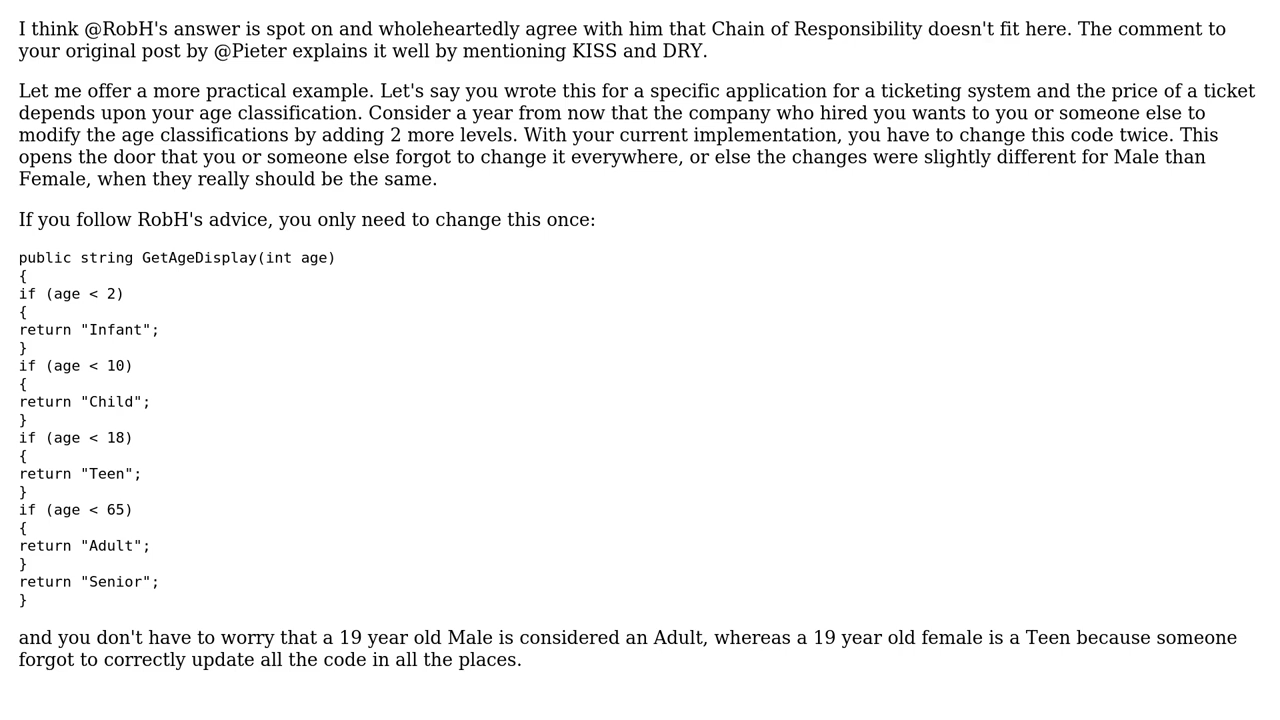 I think @RobH's answer is spot on and wholeheartedly agree with him that Chain of Responsibility doesn't fit here. The comment to
your original post by @Pieter explains it well by mentioning KISS and DRY.
Let me offer a more practical example. Let's say you wrote this for a specific application for a ticketing system and the price of a ticket
depends upon your age classification. Consider a year from now that the company who hired you wants to you or someone else to
modify the age classifications by adding 2 more levels. With your current implementation, you have to change this code twice. This
opens the door that you or someone else forgot to change it everywhere, or else the changes were slightly different for Male than
Female, when they really should be the same.
If you follow RobH's advice, you only need to change this once:
public string GetAgeDisplay(int age)
{
if (age < 2)
{
return "Infant";
}
if (age < 10)
{
return "Child";
}
if (age < 18)
{
return "Teen";
}
if (age < 65)
{
return "Adult";
}
return "Senior";
}
and you don't have to worry that a 19 year old Male is considered an Adult, whereas a 19 year old female is a Teen because someone
forgot to correctly update all the code in all the places.